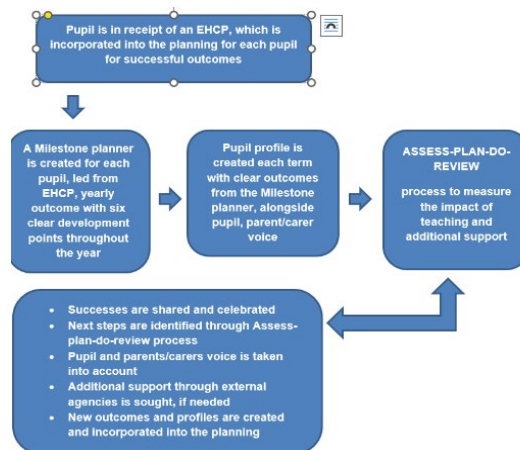 Pupil is in receipt of an EHCP, which is
incorporated into the planning for each pupil
for successful outcomes
A Milestone planner
is created for each
pupil, led from
EHCP, yearly
outcome with six
clear development
points throughout
the year
Pupil profile is
created each term
with clear outcomes
from the Milestone
planner, alongside
pupil, parent/carer
voice
ASSESS-PLAN-DO-
REVIEW
process to measure
the impact of
teaching and
additional support
• Successes are shared and celebrated
• Next steps are identified through Assess-
plan-do-review process
• Pupil and parents/carers voice is taken
into account
• Additional support through external
agencies is sought, if needed
• New outcomes and profiles are created
and incorporated into the planning